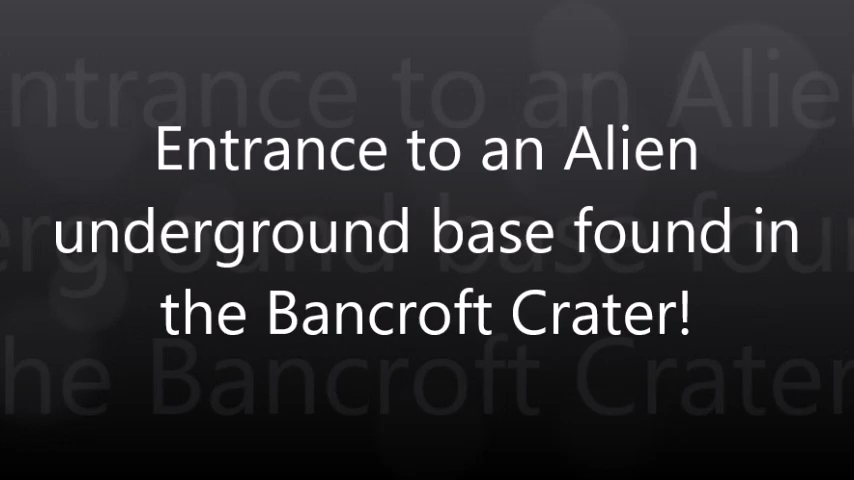 Entrance to an Alien
underground base found in
the Bancroft Crater!